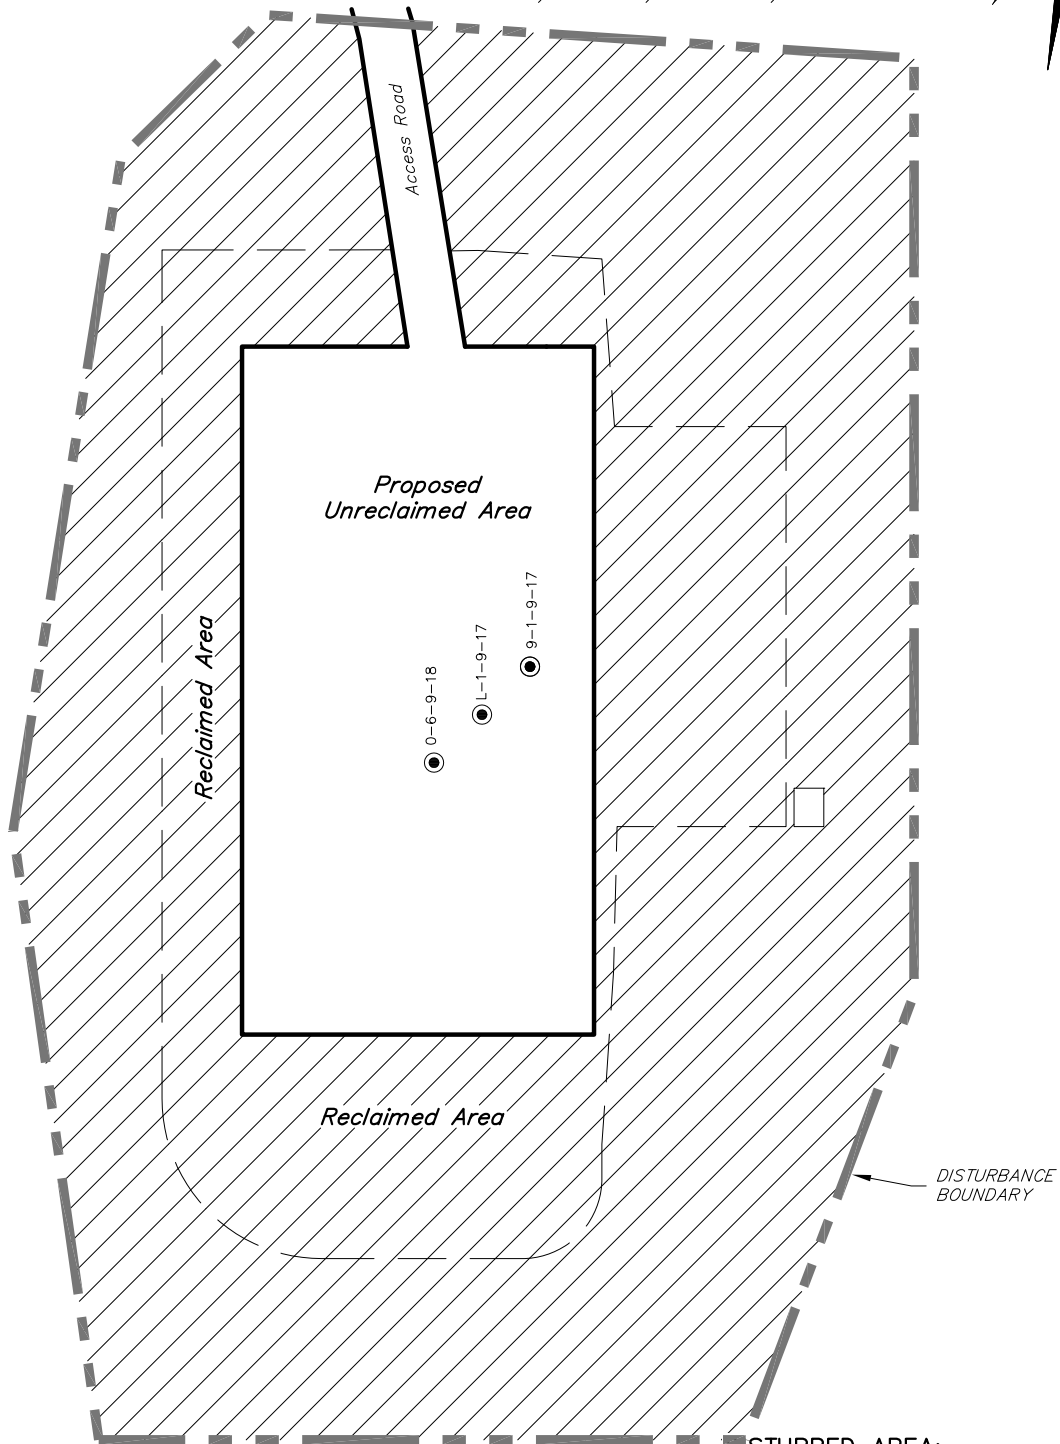 Access Road
Proposed
Unreclaimed Area
Reclaimed Area
O-6-9-18
L-1-9-17
9-1-9-17
Reclaimed Area
DISTURBANCE
BOUNDARY
AREA: